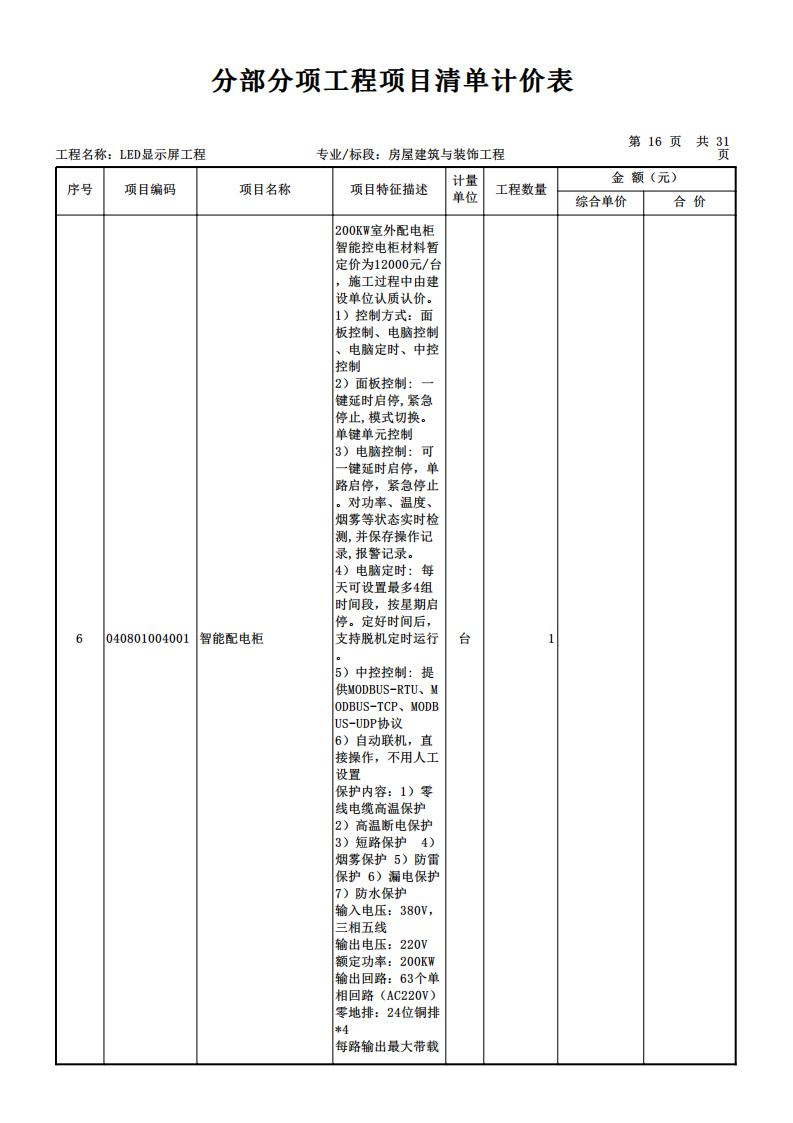 分部分项工程项目清单计价表
第 16 页 共 31
工程名称：LED显示屏工程 专业/标段：房屋建筑与装饰工程 页
序号 项目编码 项目名称 项目特征描述 计量 工程数量 金 额（元）
单位 综合单价 合 价
200KW室外配电柜
智能控电柜材料暂
定价为12000元/台
，施工过程中由建
设单位认质认价。
1）控制方式：面
板控制、电脑控制
、电脑定时、中控
控制
2）面板控制：一
键延时启停,紧急
停止,模式切换。
单键单元控制
3）电脑控制：可
一键延时启停，单
路启停，紧急停止
。对功率、温度、
烟雾等状态实时检
测,并保存操作记
录,报警记录。
4）电脑定时：每
天可设置最多4组
时间段，按星期启
停。定好时间后，
6 040801004001 智能配电柜 支持脱机定时运行 台 1
。
5）中控控制：提
供MODBUS-RTU、M
ODBUS-TCP、MODB
US-UDP协议
6）自动联机，直
接操作，不用人工
设置
保护内容：1）零
线电缆高温保护
2）高温断电保护
3）短路保护 4）
烟雾保护 5）防雷
保护 6）漏电保护
7）防水保护
输入电压：380V，
三相五线
输出电压：220V
额定功率：200KW
输出回路：63个单
相回路（AC220V）
零地排：24位铜排
*4
每路输出最大带载